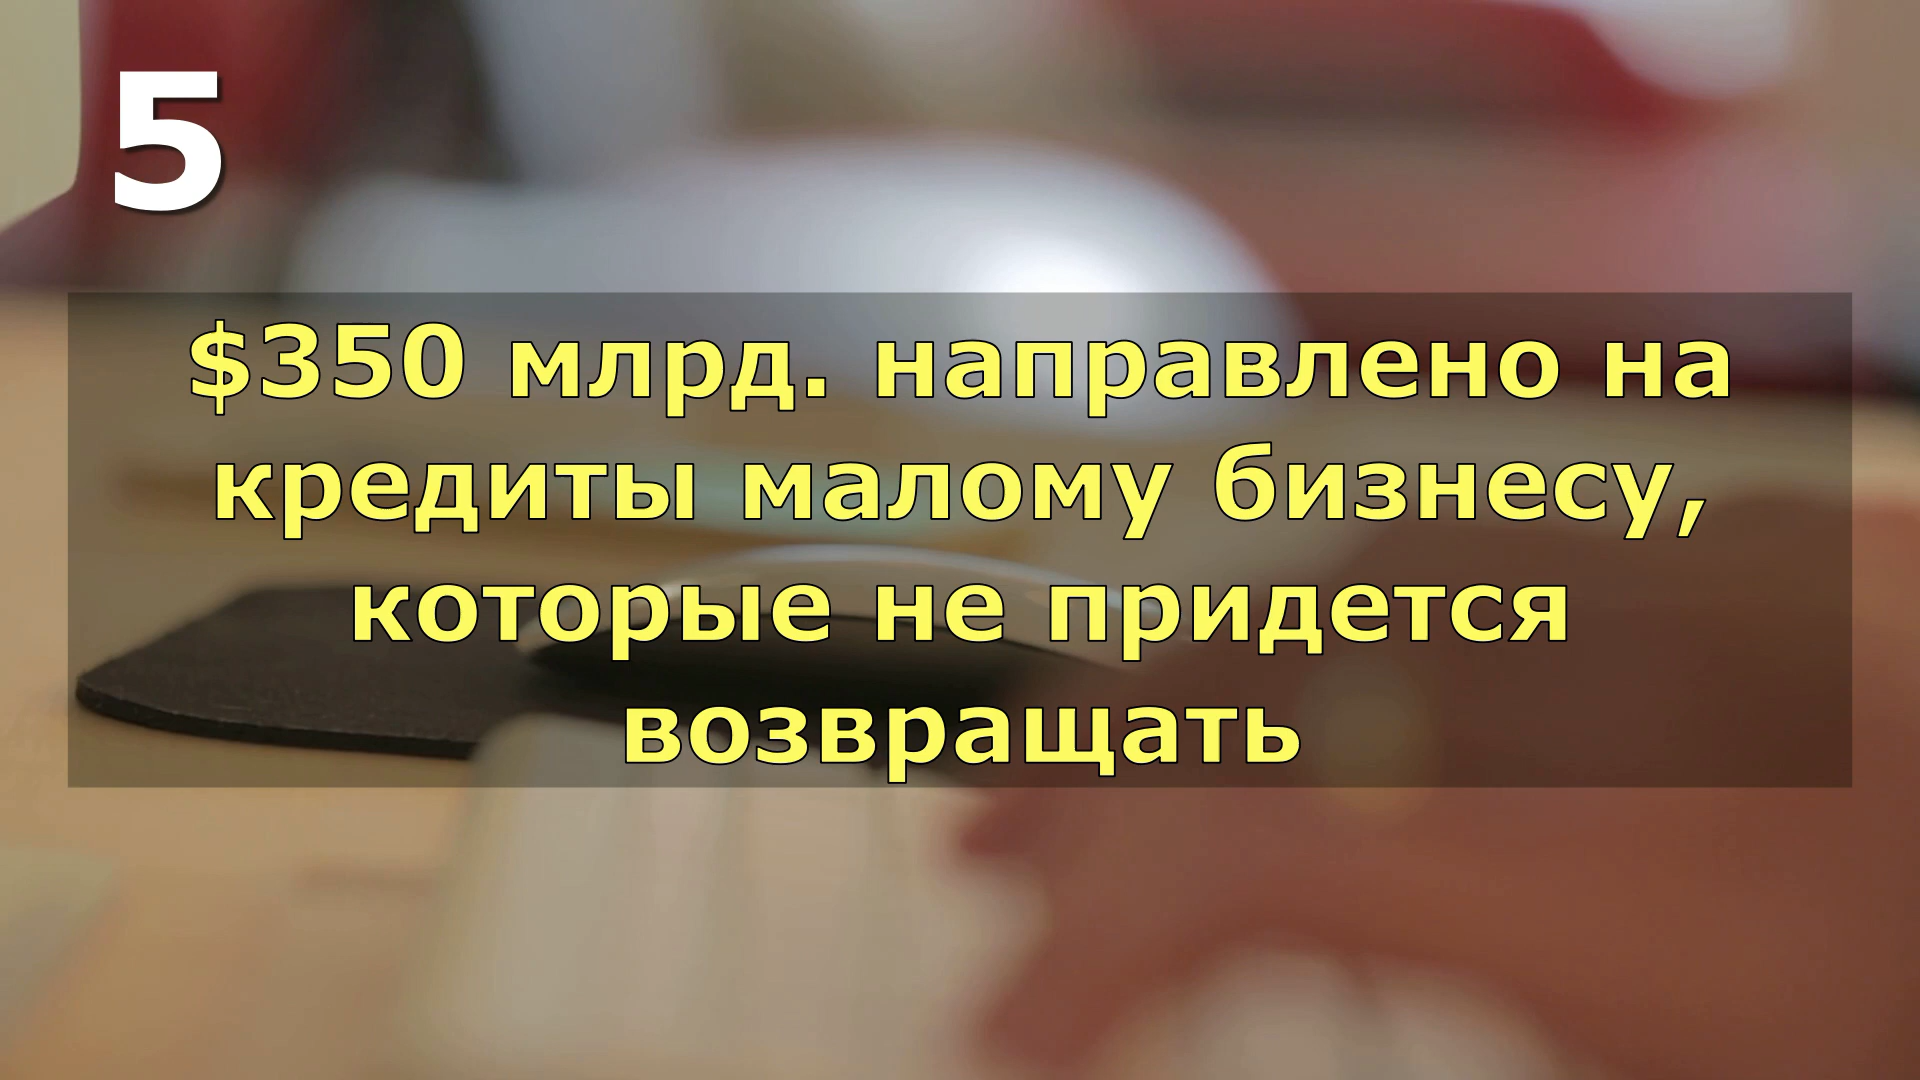 5
$350 млрд. направлено на
кредиты малому бизнесу,
которые не придется
возвращать